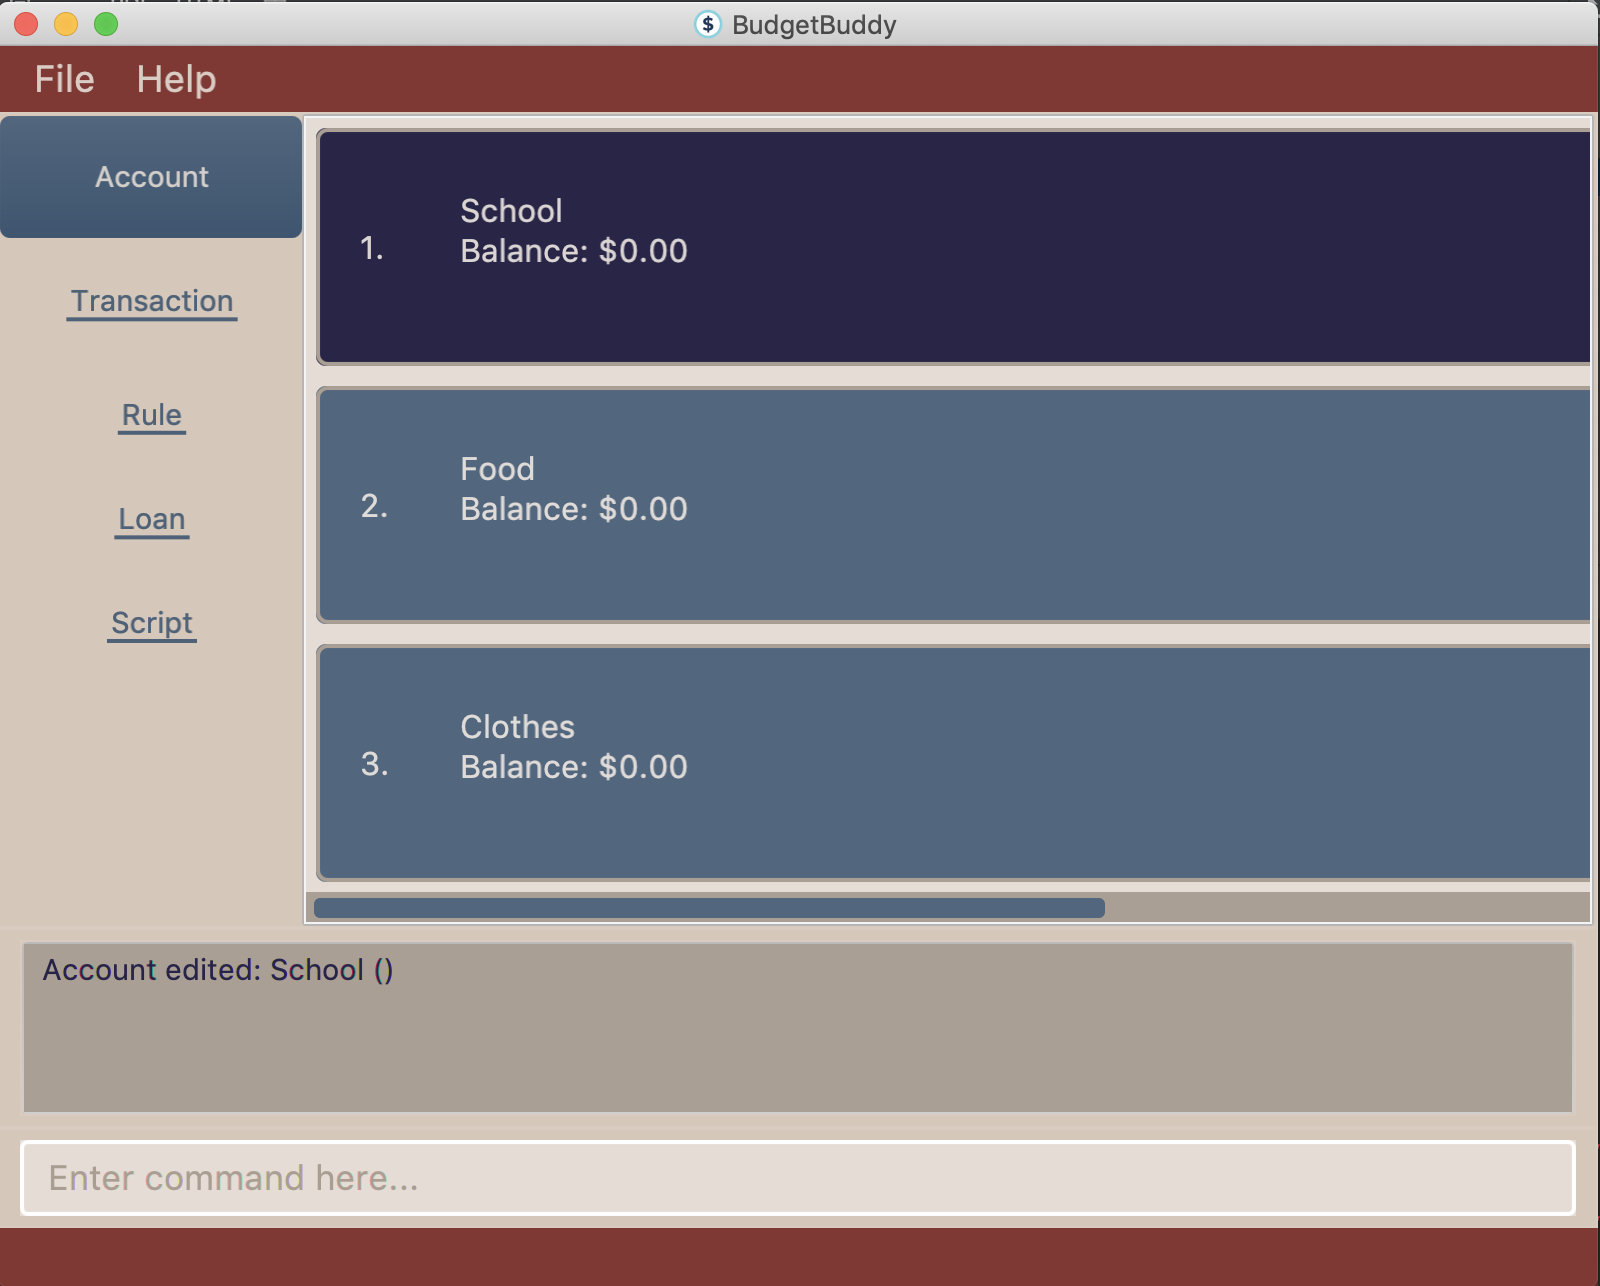 $ BudgetBuddy
File Help
Account
Transaction
Rule
Loan
Script
1.
School
Balance: $0.00
2.
Food
Balance: $0.00
3.
Clothes
Balance: $0.00
Account edited: School ()
Enter command here...